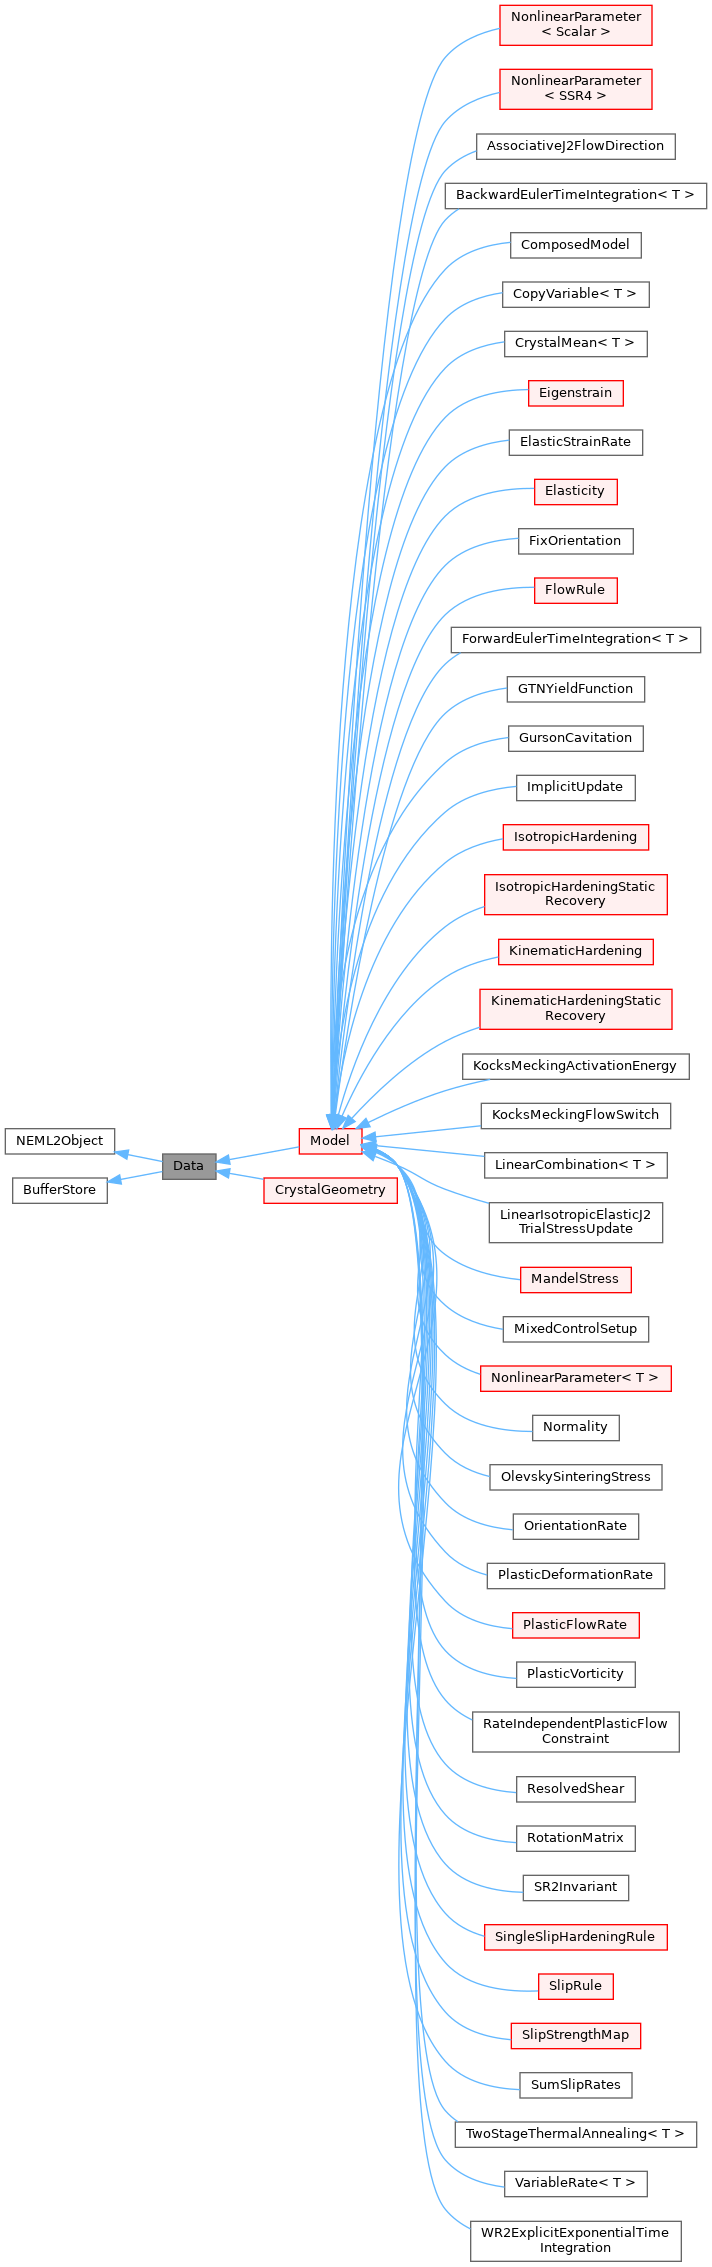 NonlinearParameter
< Scalar >
NonlinearParameter
< SSR4 >
AssociativeJ2FlowDirection
BackwardEulerTimeIntegration< T >
ComposedModel
CopyVariable< T >
CrystalMean< T >
Eigenstrain
ElasticStrainRate
Elasticity
FixOrientation
FlowRule
ForwardEulerTimeIntegration< T >
GTNYieldFunction
GursonCavitation
ImplicitUpdate
IsotropicHardening
IsotropicHardeningStatic
Recovery
KinematicHardening
KinematicHardeningStatic
Recovery
KocksMeckingActivationEnergy
KocksMeckingFlowSwitch
NEML2Object
Model
Data
LinearCombination< T >
BufferStore
CrystalGeometry
LinearIsotropicElasticJ2
TrialStressUpdate
MandelStress
MixedControlSetup
NonlinearParameter< T >
Normality
OlevskySinteringStress
OrientationRate
PlasticDeformationRate
PlasticFlowRate
PlasticVorticity
RateIndependentPlasticFlow
Constraint
ResolvedShear
RotationMatrix
SR2Invariant
SingleSlipHardeningRule
SlipRule
SlipStrengthMap
SumSlipRates
TwoStageThermalAnnealing< T >
VariableRate< T >
WR2ExplicitExponentialTime
Integration